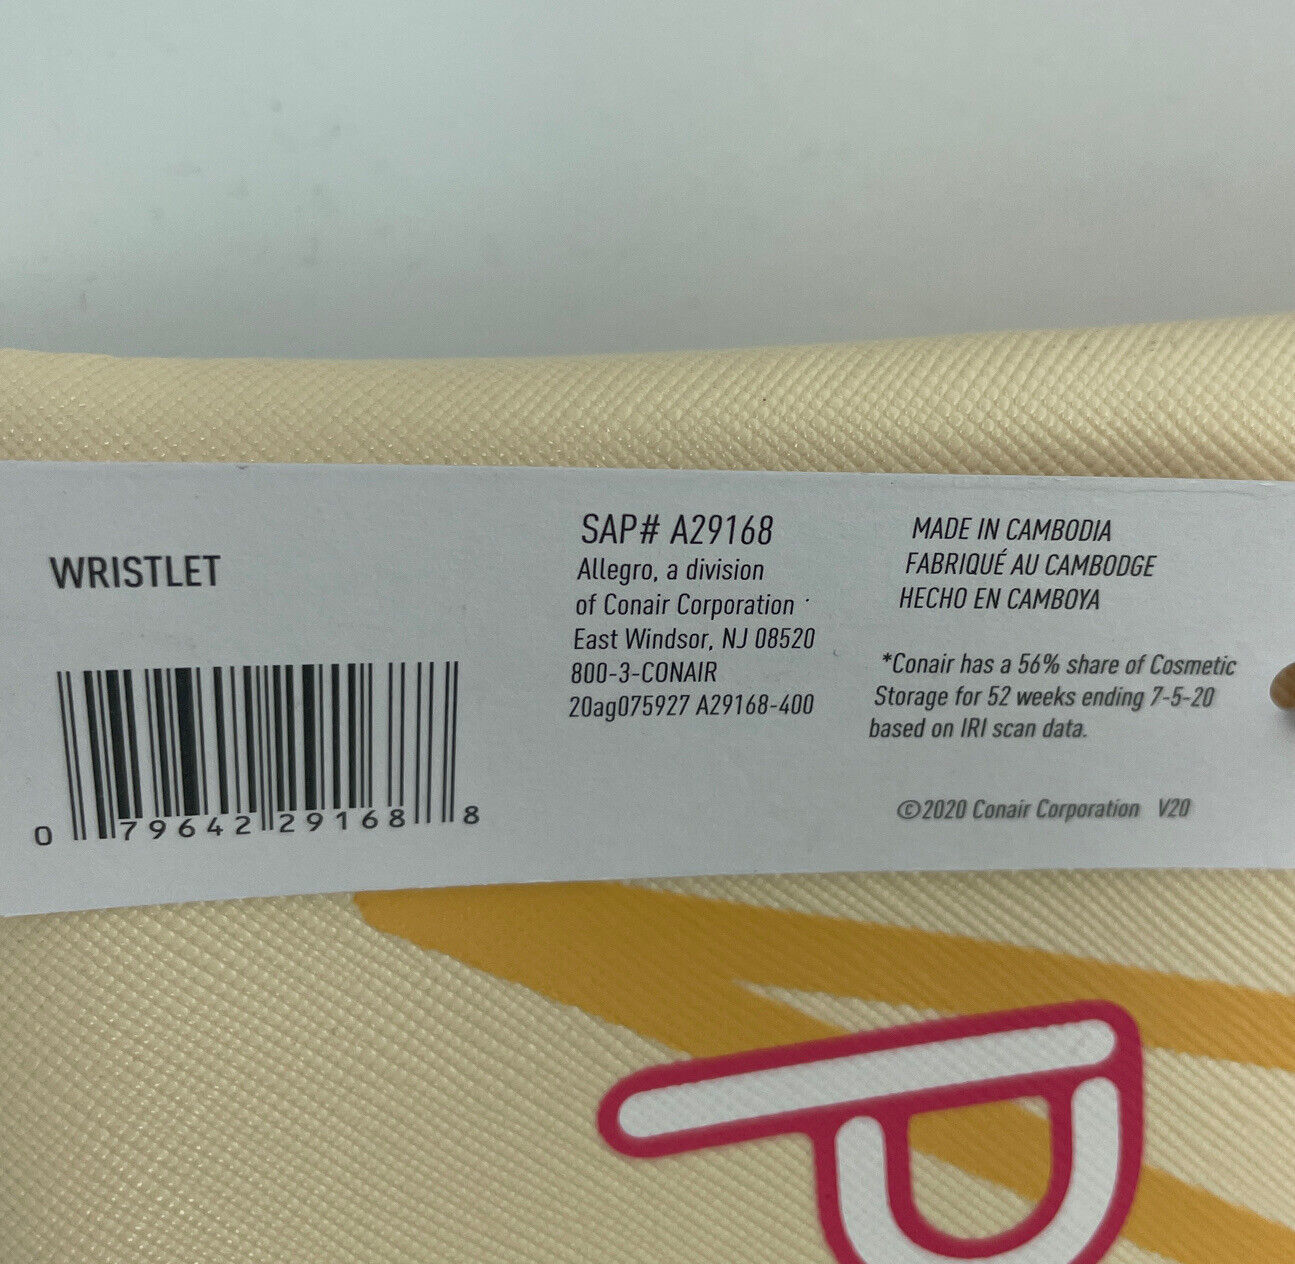 WRISTLET
0 79642 29168 8
SAP# A29168
Allegro, a division
of Conair Corporation
East Windsor, NJ 08520
800-3-CONAIR
20ag075927 A29168-400
MADE IN CAMBODIA
FABRIQUÉ AU CAMBODGE
HECHO EN CAMBOYA
*Conair has a 56% share of Cosmetic
Storage for 52 weeks ending 7-5-20
based on IRI scan data.
©2020 Conair Corporation V20
P